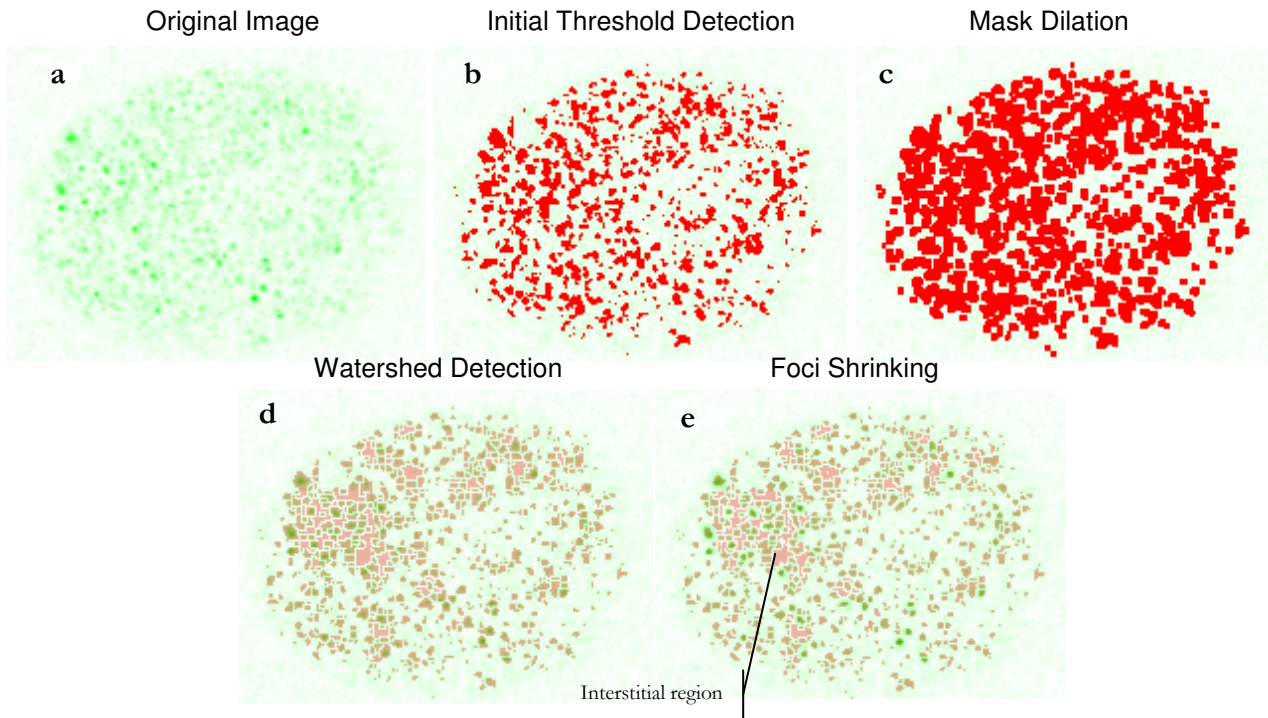 Original Image
Initial Threshold Detection
Mask Dilation
a
b
c
Watershed Detection
Foci Shrinking
d
e
Interstitial region